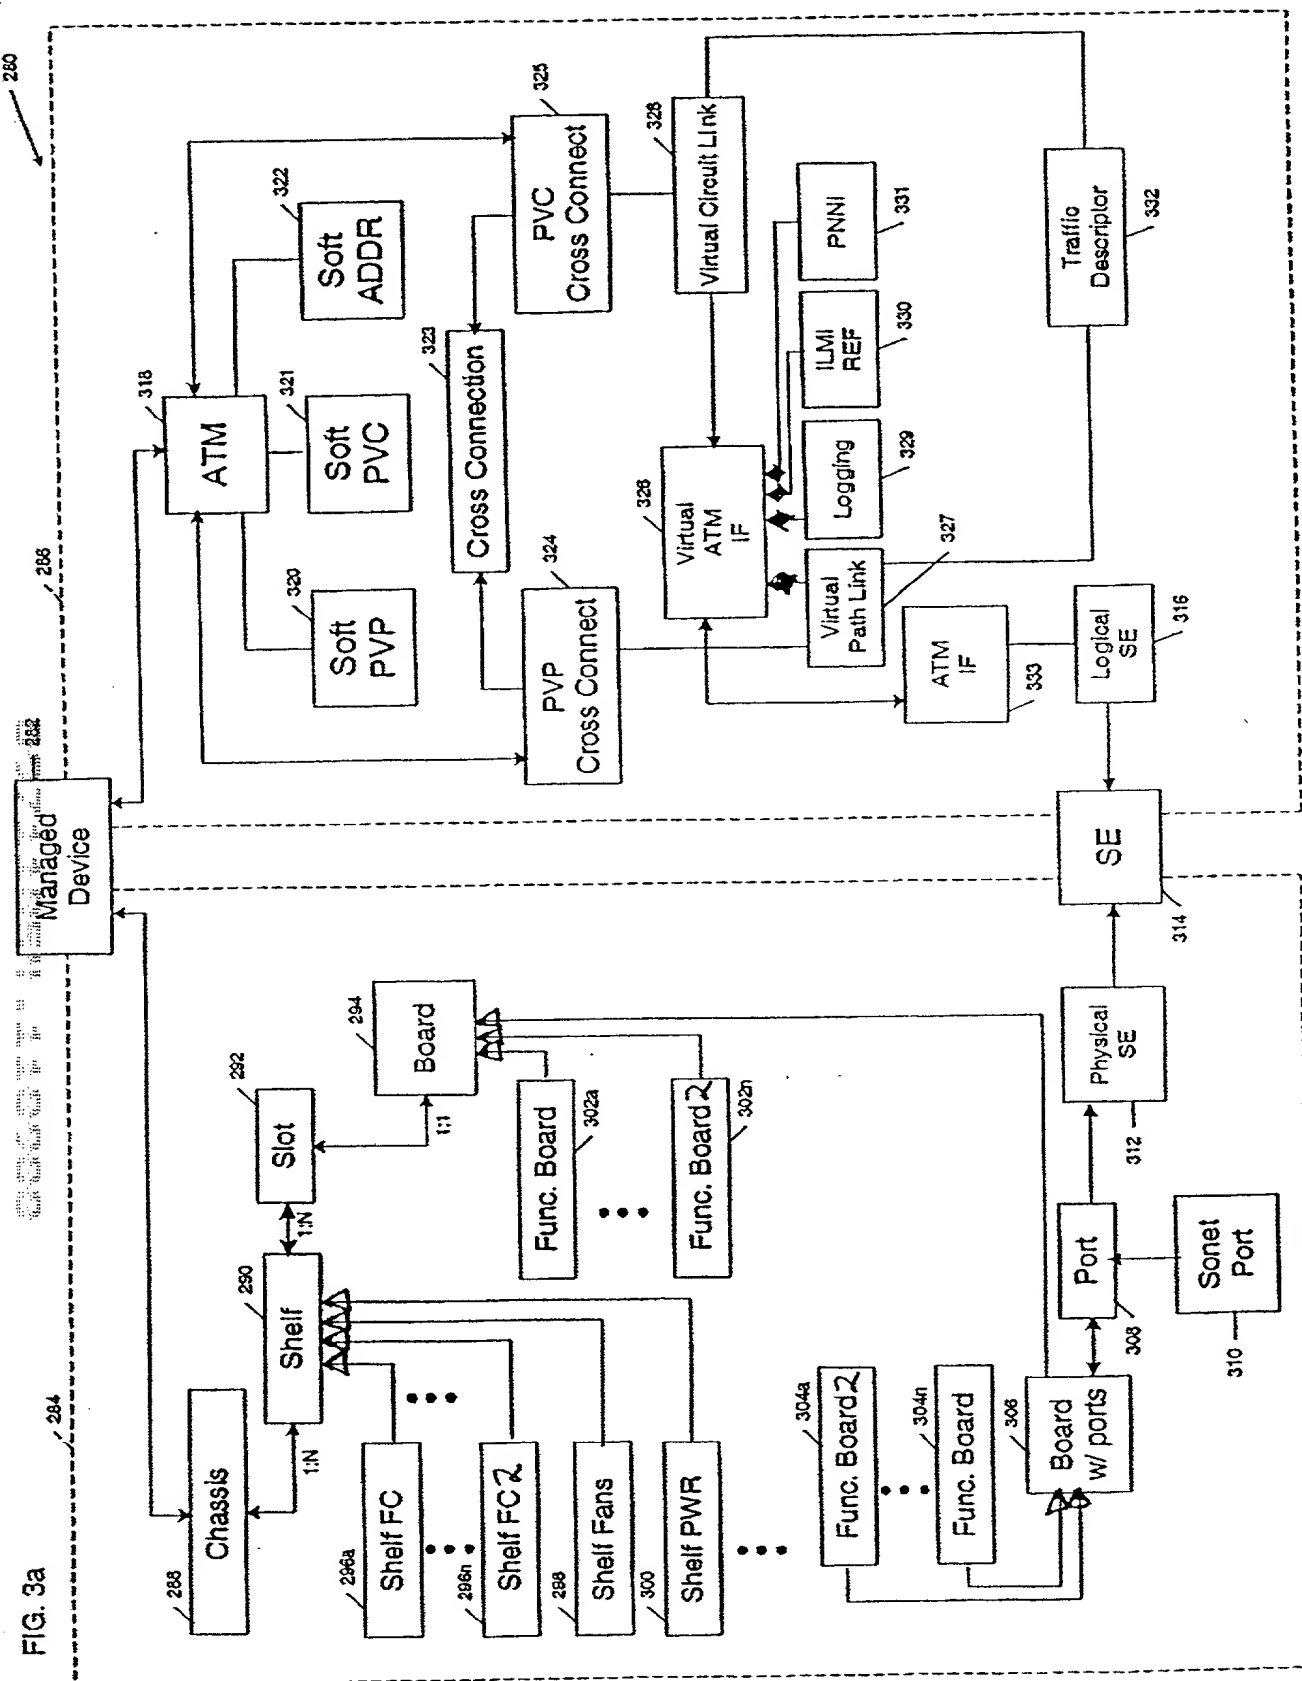 FIG. 3a
280
282
Managed
Device
284
286
288
Chassis
1:N
290
Shelf
1:N
292
Slot
1:1
294
Board
296a
Shelf FC
296n
Shelf FC2
298
Shelf Fans
300
Shelf PWR
Func. Board
302a
Func. Board2
302n
304a
Func. Board2
304n
Func. Board
306
Board
w/ ports
Port
308
Sonet
Port
310
Physical
SE
312
SE
314
Logical
SE
316
318
ATM
320
Soft
PVP
321
Soft
PVC
322
Soft
ADDR
323
Cross Connection
324
PVP
Cross Connect
325
PVC
Cross Connect
326
Virtual
ATM
IF
Virtual
Path Link
327
328
Virtual Circuit Link
Logging
329
ILMI
REF
330
PNNI
331
Traffic
Descriptor
332
ATM
IF
333